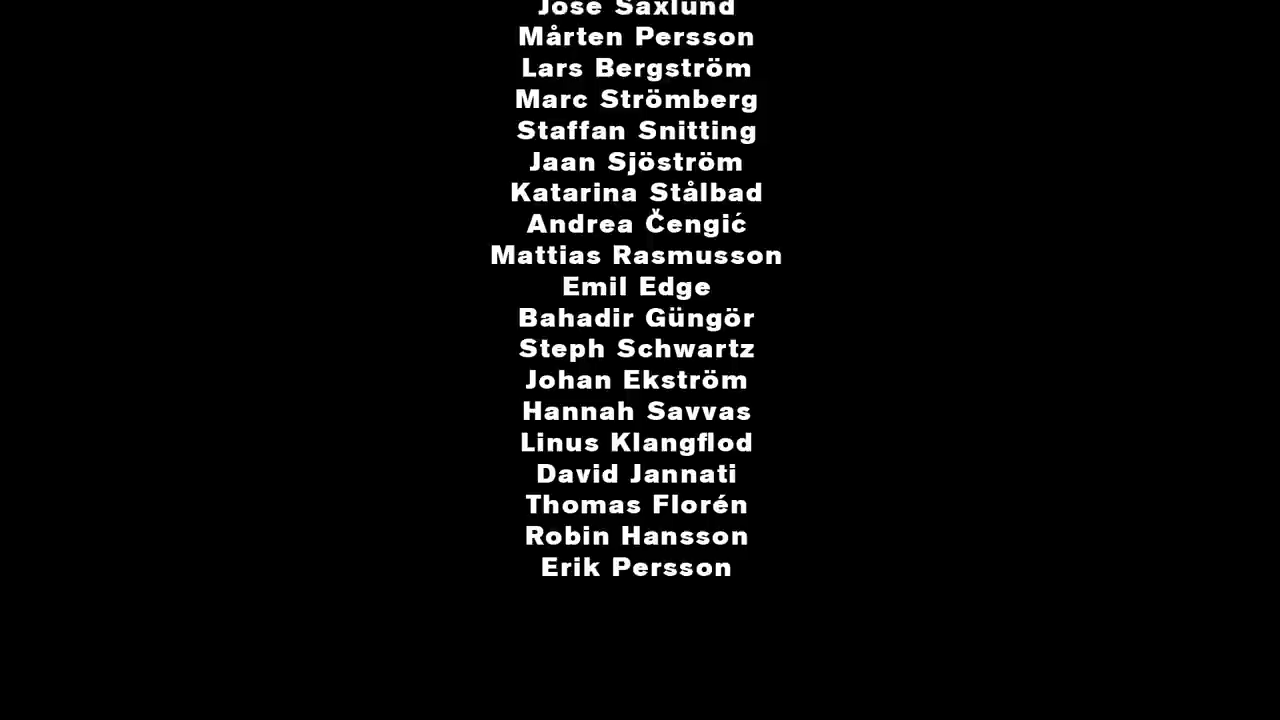 Jose Saxlund
Mårten Persson
Lars Bergström
Marc Strömberg
Staffan Snitting
Jaan Sjöström
Katarina Stålbad
Andrea Čengić
Mattias Rasmusson
Emil Edge
Bahadir Güngör
Steph Schwartz
Johan Ekström
Hannah Savvas
Linus Klangflod
David Jannati
Thomas Florén
Robin Hansson
Erik Persson